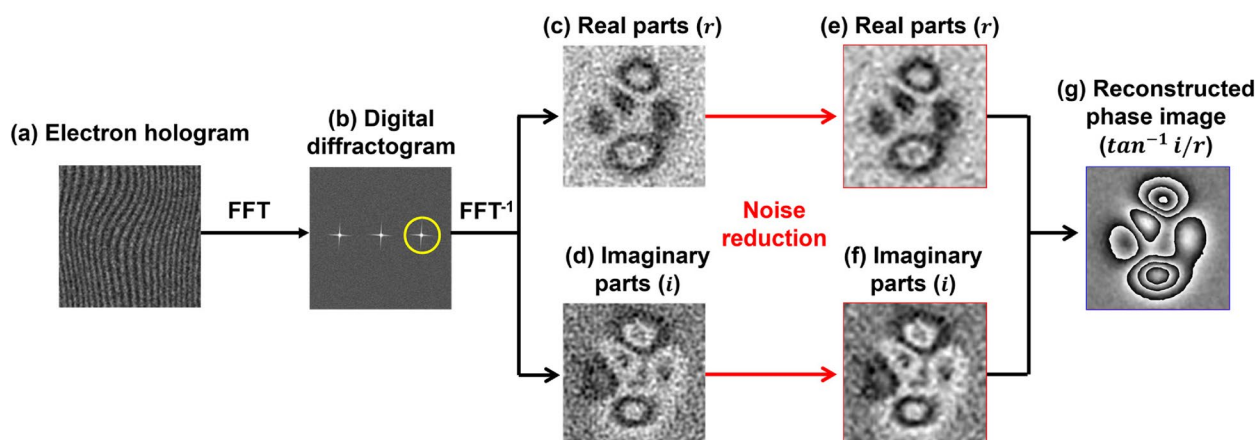 (a) Electron hologram
FFT
(b) Digital
diffractogram
FFT-1
(c) Real parts (r)
(d) Imaginary
parts (i)
Noise
reduction
(e) Real parts (r)
(f) Imaginary
parts (i)
(g) Reconstructed
phase image
(tan⁻¹ i/r)